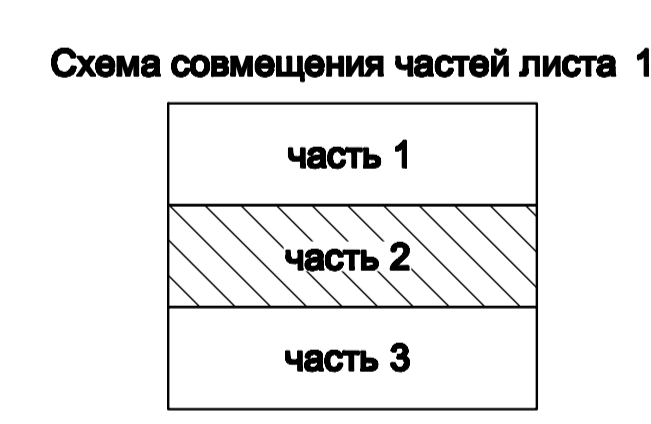 Схема совмещения частей листа 1
часть 1
часть 2
часть 3